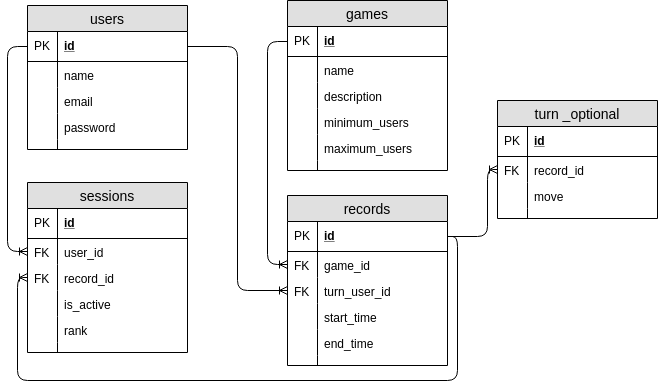 users
PK id
name
email
password
games
PK id
name
description
minimum_users
maximum_users
turn _optional
PK id
FK record_id
move
sessions
PK id
FK user_id
FK record_id
is_active
rank
records
PK id
FK game_id
FK turn_user_id
start_time
end_time